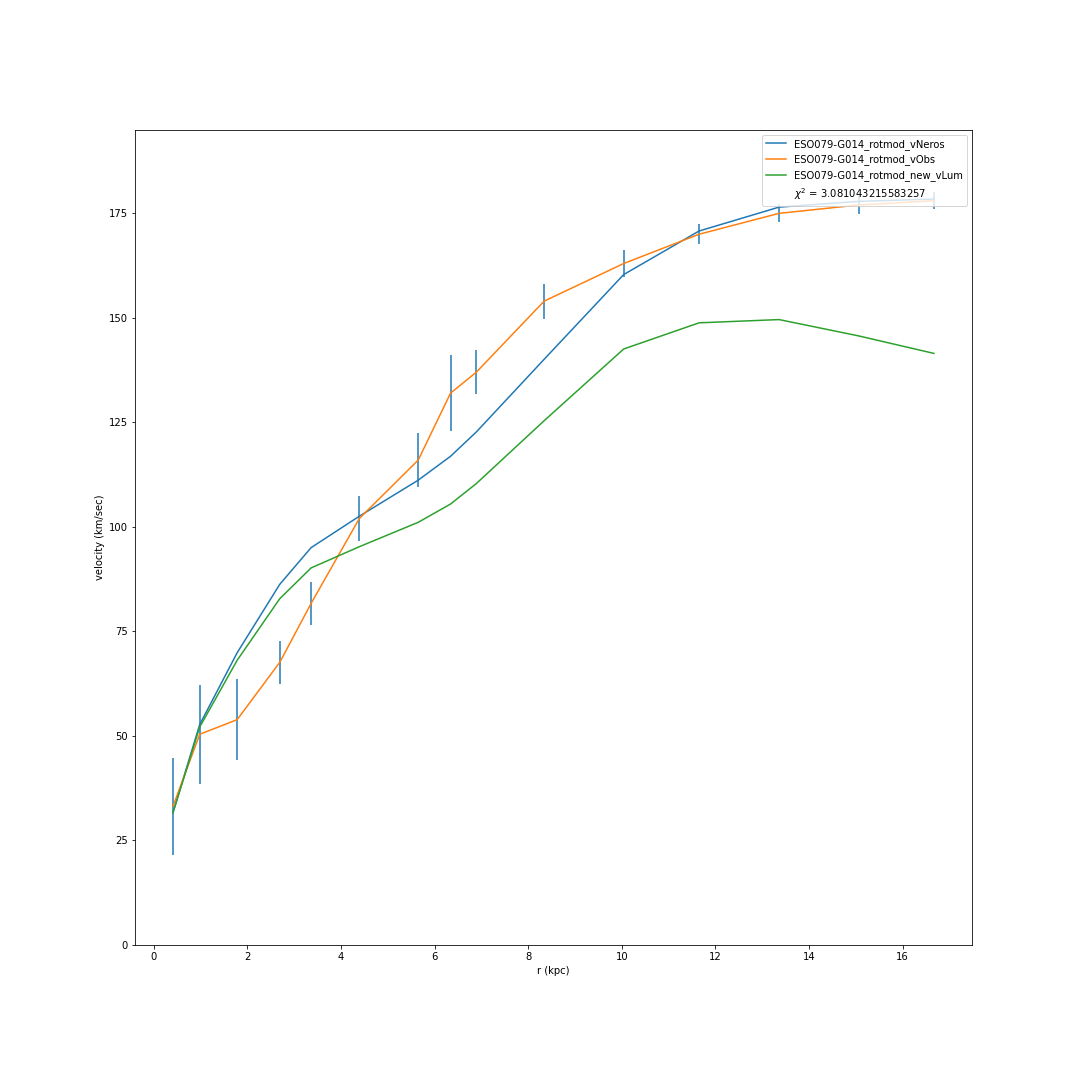 ESO079-G014_rotmod_vNeros
ESO079-G014_rotmod_vObs
ESO079-G014_rotmod_new_vLum
χ² = 3.081043215583257
175
150
125
100
75
50
25
0
velocity (km/sec)
0 2 4 6 8 10 12 14 16
r (kpc)